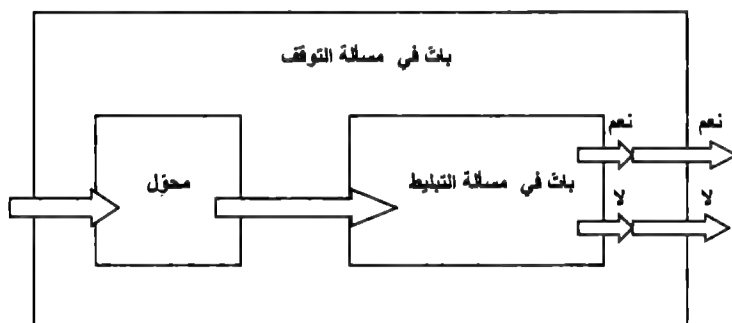 باتّ في مسألة التوقف
نعم
نعم
محوّل
باتّ في مسألة التبليط
لا
لا